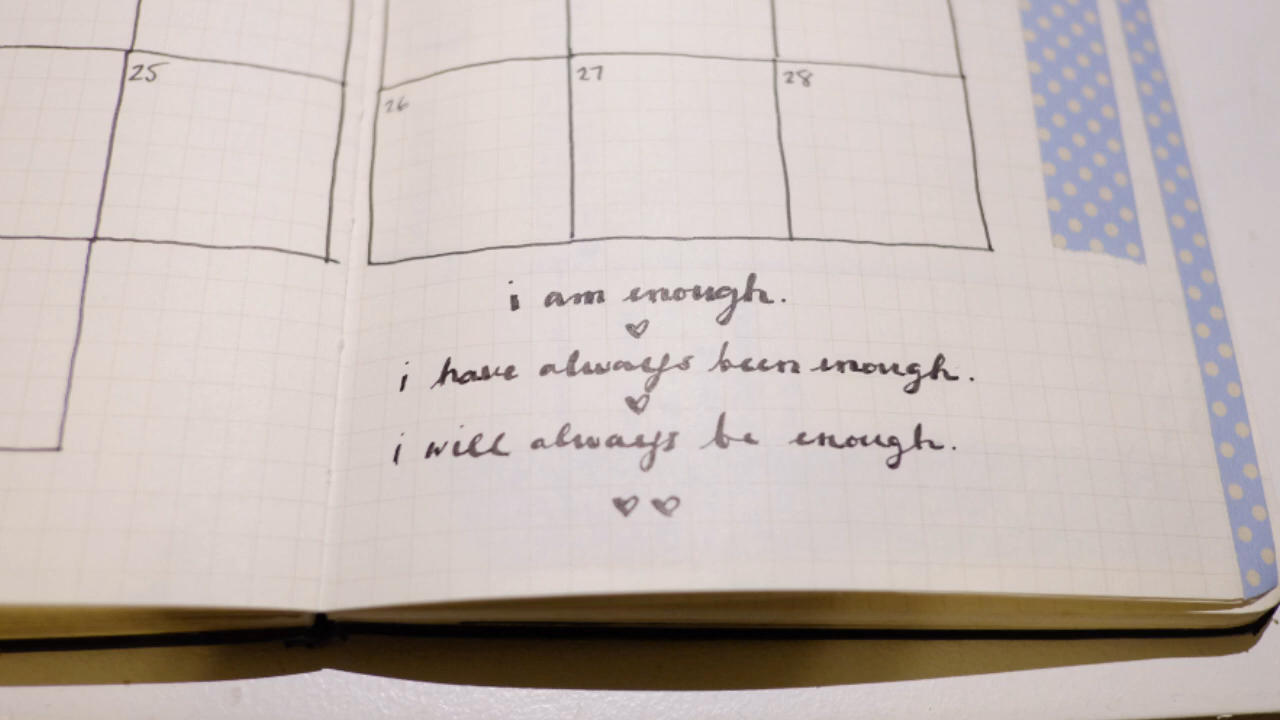 25
26
27
28
i am enough.
i have always been enough.
i will always be enough.